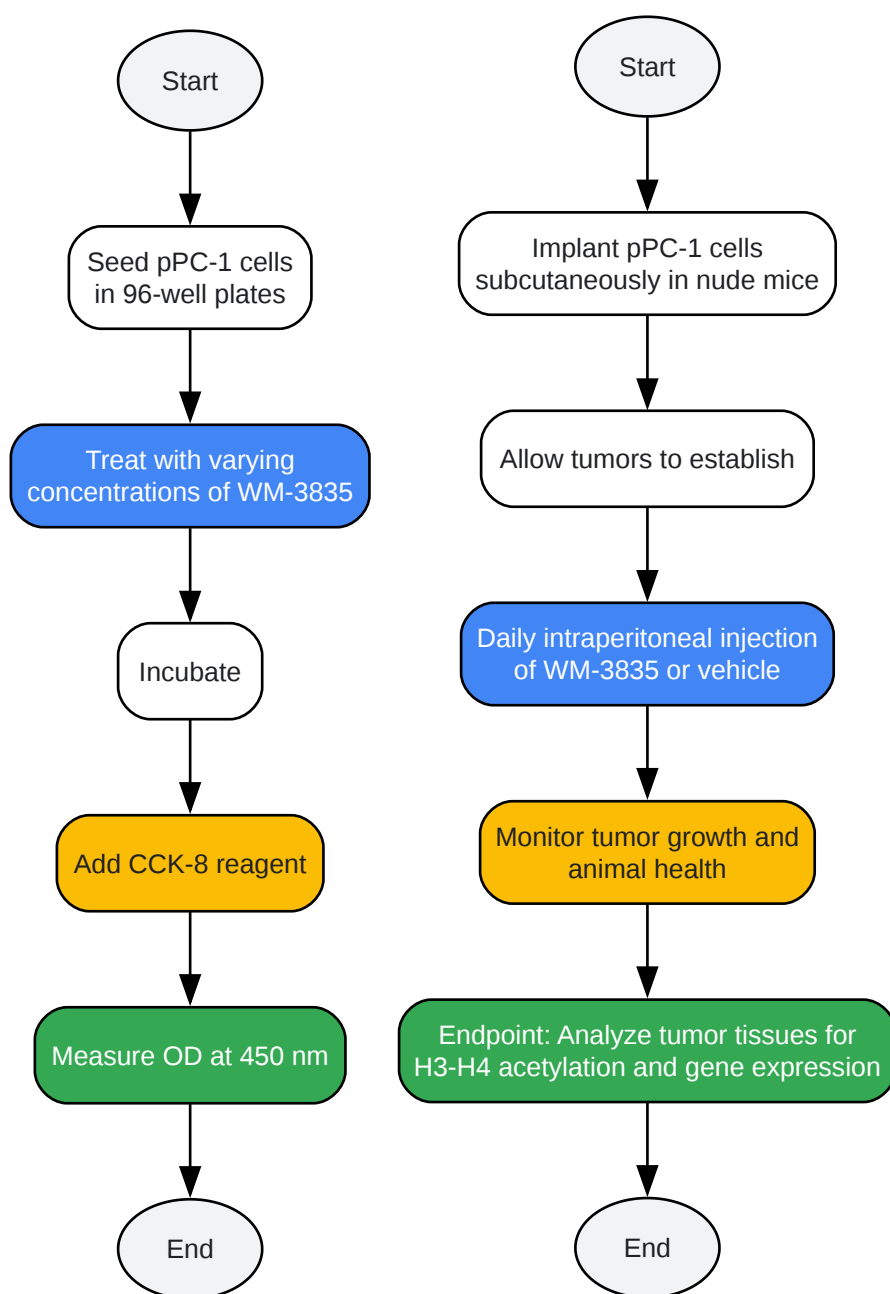 Start
Seed pPC-1 cells
in 96-well plates
Treat with varying
concentrations of WM-3835
Incubate
Add CCK-8 reagent
Measure OD at 450 nm
End
Start
Implant pPC-1 cells
subcutaneously in nude mice
Allow tumors to establish
Daily intraperitoneal injection
of WM-3835 or vehicle
Monitor tumor growth and
animal health
Endpoint: Analyze tumor tissues for
H3-H4 acetylation and gene expression
End